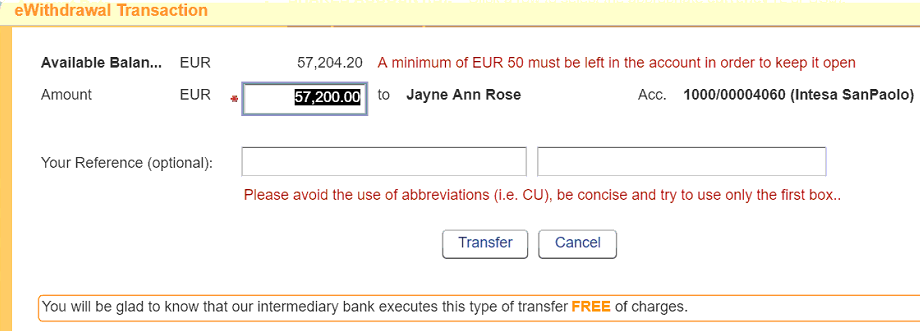 eWithdrawal Transaction
Available Balan... EUR 57,204.20 A minimum of EUR 50 must be left in the account in order to keep it open
Amount EUR * 57,200.00 to Jayne Ann Rose Acc. 1000/00004060 (Intesa SanPaolo)
Your Reference (optional):
Please avoid the use of abbreviations (i.e. CU), be concise and try to use only the first box..
Transfer Cancel
You will be glad to know that our intermediary bank executes this type of transfer FREE of charges.